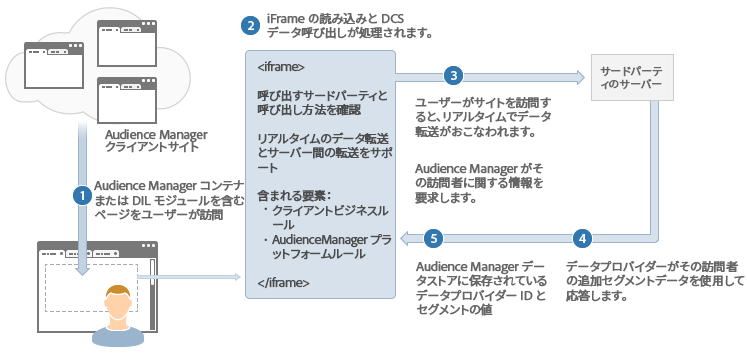 2 iFrame の読み込みと DCS
データ呼び出しが処理されます。
Audience Manager
クライアントサイト
1 Audience Manager コンテナ
または DIL モジュールを含む
ページをユーザーが訪問
<iframe>
呼び出すサードパーティと
呼び出し方法を確認
リアルタイムのデータ転送
とサーバー間の転送をサポ
ート
含まれる要素：
・クライアントビジネスル
ール
・AudienceManager プラ
ットフォームルール
</iframe>
3
サードパーテ
ィのサーバー
ユーザーがサイトを訪問す
ると、リアルタイムでデータ
転送がおこなわれます。
Audience Manager がそ
の訪問者に関する情報を
要求します。
5
Audience Manager デー
タストアに保存されている
データプロバイダー ID と
セグメントの値
4
データプロバイダーがその訪問者
の追加セグメントデータを使用して
応答します。